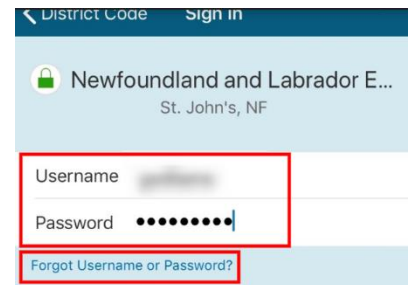 District Code Sign In
Newfoundland and Labrador E...
St. John's, NF
Username
Password •••••••••
Forgot Username or Password?